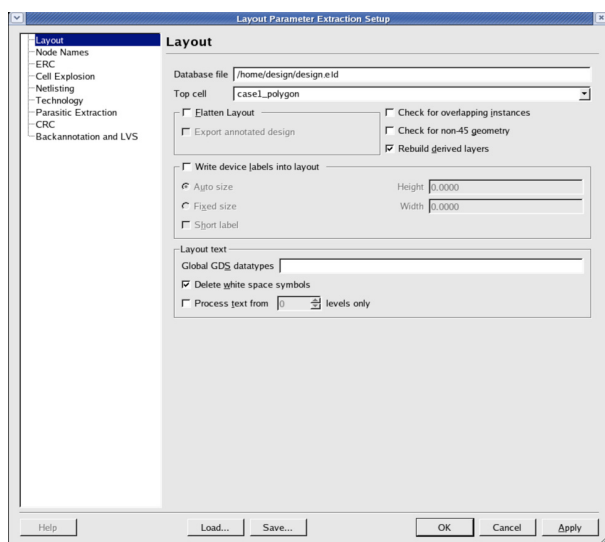 Layout Parameter Extraction Setup
Layout
Node Names
ERC
Cell Explosion
Netlisting
Technology
Parasitic Extraction
CRC
Backannotation and LVS
Layout
Database file /home/design/design.eld
Top cell case1_polygon
Flatten Layout
Export annotated design
Check for overlapping instances
Check for non-45 geometry
Rebuild derived layers
Write device labels into layout
Auto size Height 0.0000
Fixed size Width 0.0000
Short label
Layout text
Global GDS datatypes
Delete white space symbols
Process text from 0 levels only
Help Load... Save... OK Cancel Apply